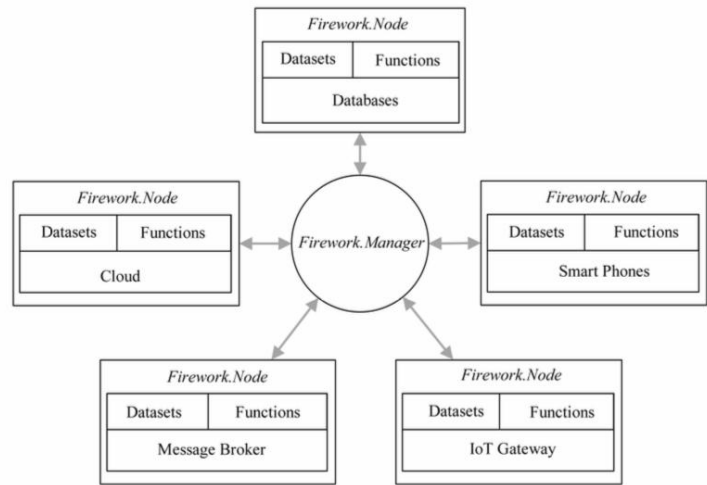 Firework.Node
Datasets Functions
Databases
Firework.Node
Datasets Functions
Cloud
Firework.Manager
Firework.Node
Datasets Functions
Smart Phones
Firework.Node
Datasets Functions
Message Broker
Firework.Node
Datasets Functions
IoT Gateway